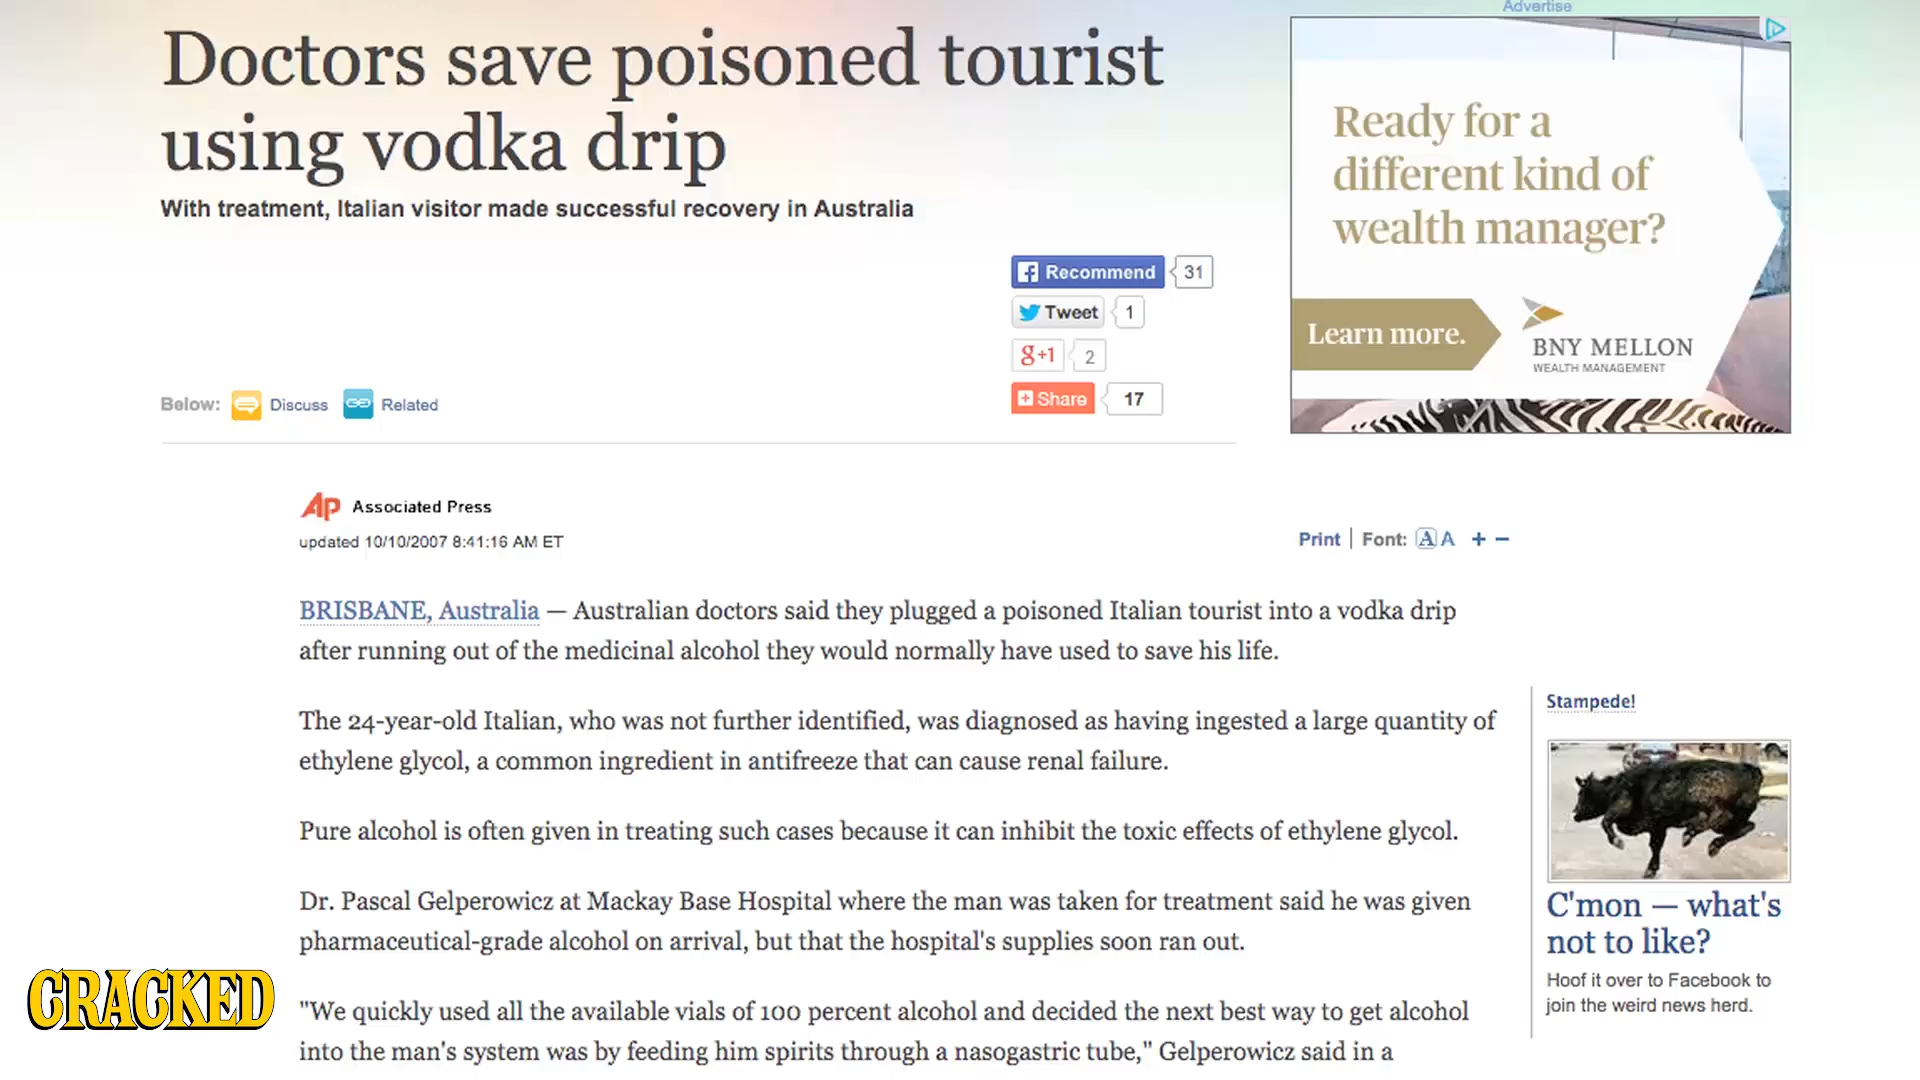 Advertise
Doctors save poisoned tourist
using vodka drip
With treatment, Italian visitor made successful recovery in Australia
Ready for a
different kind of
wealth manager?
Learn more.
BNY MELLON
WEALTH MANAGEMENT
Recommend 31
Tweet 1
g+1 2
Share 17
Below: Discuss Related
AP Associated Press
updated 10/10/2007 8:41:16 AM ET
Print | Font: A A + −
BRISBANE, Australia — Australian doctors said they plugged a poisoned Italian tourist into a vodka drip
after running out of the medicinal alcohol they would normally have used to save his life.
The 24-year-old Italian, who was not further identified, was diagnosed as having ingested a large quantity of
ethylene glycol, a common ingredient in antifreeze that can cause renal failure.
Pure alcohol is often given in treating such cases because it can inhibit the toxic effects of ethylene glycol.
Dr. Pascal Gelperowicz at Mackay Base Hospital where the man was taken for treatment said he was given
pharmaceutical-grade alcohol on arrival, but that the hospital's supplies soon ran out.
"We quickly used all the available vials of 100 percent alcohol and decided the next best way to get alcohol
into the man's system was by feeding him spirits through a nasogastric tube," Gelperowicz said in a
Stampede!
C'mon — what's
not to like?
Hoof it over to Facebook to
join the weird news herd.
CRACKED